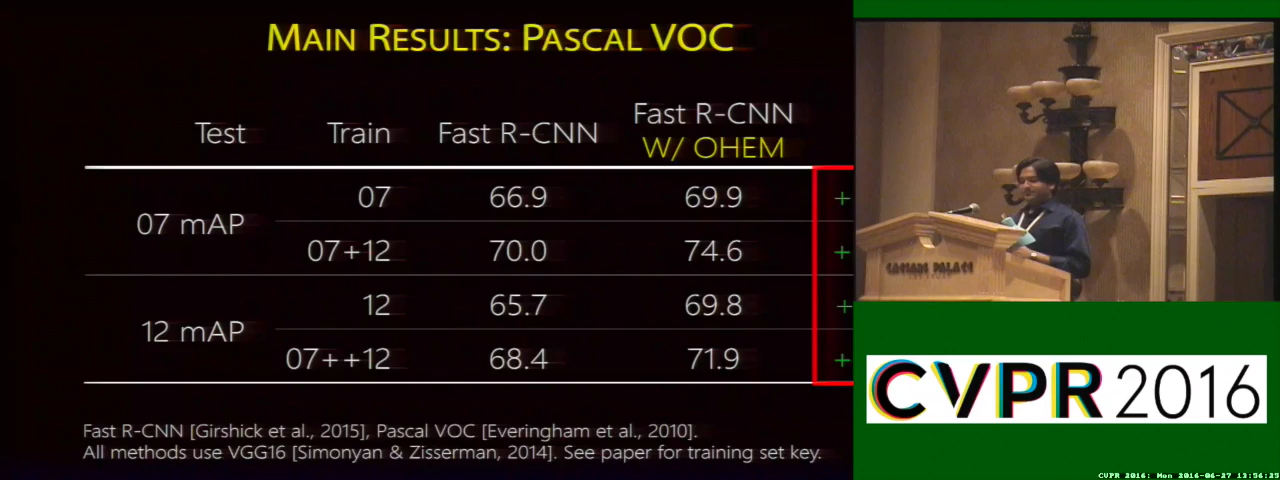 MAIN RESULTS: PASCAL VOC
Test Train Fast R-CNN Fast R-CNN W/ OHEM
07 mAP
07 66.9 69.9 +
07+12 70.0 74.6 +
12 mAP
12 65.7 69.8 +
07++12 68.4 71.9 +
Fast R-CNN [Girshick et al., 2015], Pascal VOC [Everingham et al., 2010].
All methods use VGG16 [Simonyan & Zisserman, 2014]. See paper for training set key.
CAESARS PALACE
CVPR 2016
CVPR 2016: Mon 2016-06-27 13:56:25